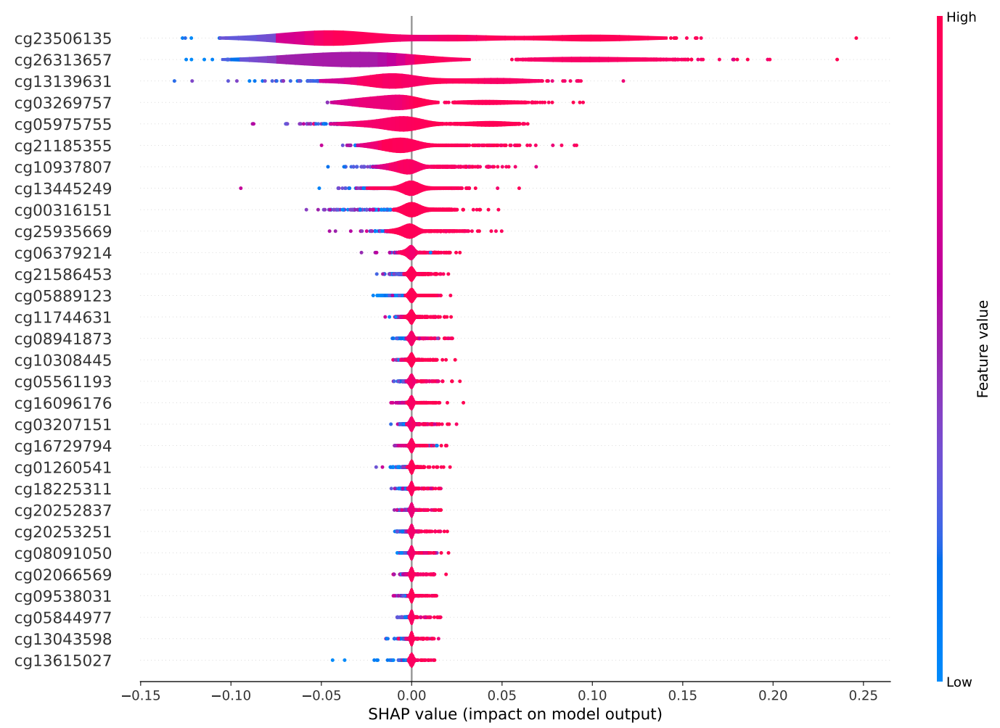 High
cg23506135
cg26313657
cg13139631
cg03269757
cg05975755
cg21185355
cg10937807
cg13445249
cg00316151
cg25935669
cg06379214
cg21586453
cg05889123
cg11744631
cg08941873
cg10308445
cg05561193
cg16096176
cg03207151
cg16729794
cg01260541
cg18225311
cg20252837
cg20253251
cg08091050
cg02066569
cg09538031
cg05844977
cg13043598
cg13615027
Feature value
Low
−0.15 −0.10 −0.05 0.00 0.05 0.10 0.15 0.20 0.25
SHAP value (impact on model output)